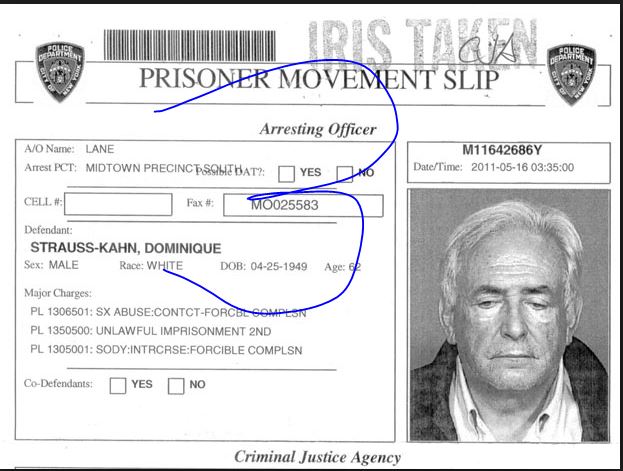 IRIS TAKEN
POLICE DEPARTMENT CITY OF NEW YORK
POLICE DEPARTMENT CITY OF NEW YORK
PRISONER MOVEMENT SLIP
Arresting Officer
A/O Name: LANE
Arrest PCT: MIDTOWN PRECINCT SOUTH Possible DAT?: YES NO
CELL #: Fax #: MO025583
Defendant:
STRAUSS-KAHN, DOMINIQUE
Sex: MALE Race: WHITE DOB: 04-25-1949 Age: 62
Major Charges:
PL 1306501: SX ABUSE:CONTCT-FORCBL COMPLSN
PL 1350500: UNLAWFUL IMPRISONMENT 2ND
PL 1305001: SODY:INTRCRSE:FORCIBLE COMPLSN
Co-Defendants: YES NO
M11642686Y
Date/Time: 2011-05-16 03:35:00
Criminal Justice Agency